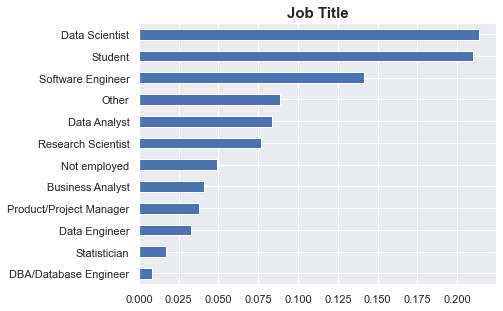 Job Title
Data Scientist
Student
Software Engineer
Other
Data Analyst
Research Scientist
Not employed
Business Analyst
Product/Project Manager
Data Engineer
Statistician
DBA/Database Engineer
0.000 0.025 0.050 0.075 0.100 0.125 0.150 0.175 0.200